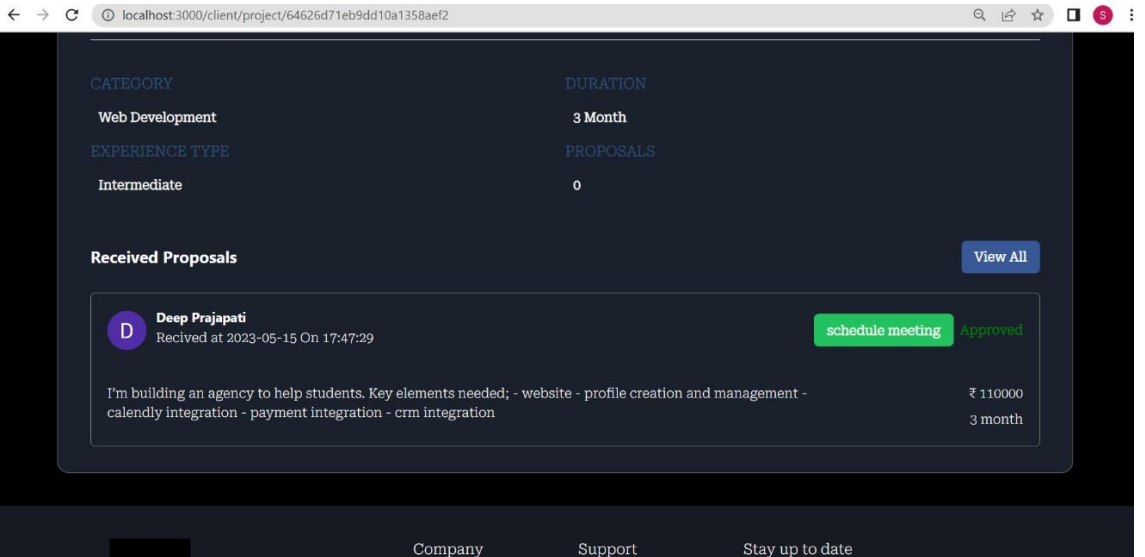 localhost:3000/client/project/64626d71eb9dd10a1358aef2
S
CATEGORY DURATION
Web Development 3 Month
EXPERIENCE TYPE PROPOSALS
Intermediate 0
Received Proposals View All
D
Deep Prajapati
Recived at 2023-05-15 On 17:47:29
schedule meeting Approved
I'm building an agency to help students. Key elements needed; - website - profile creation and management -
calendly integration - payment integration - crm integration
₹ 110000
3 month
Company Support Stay up to date